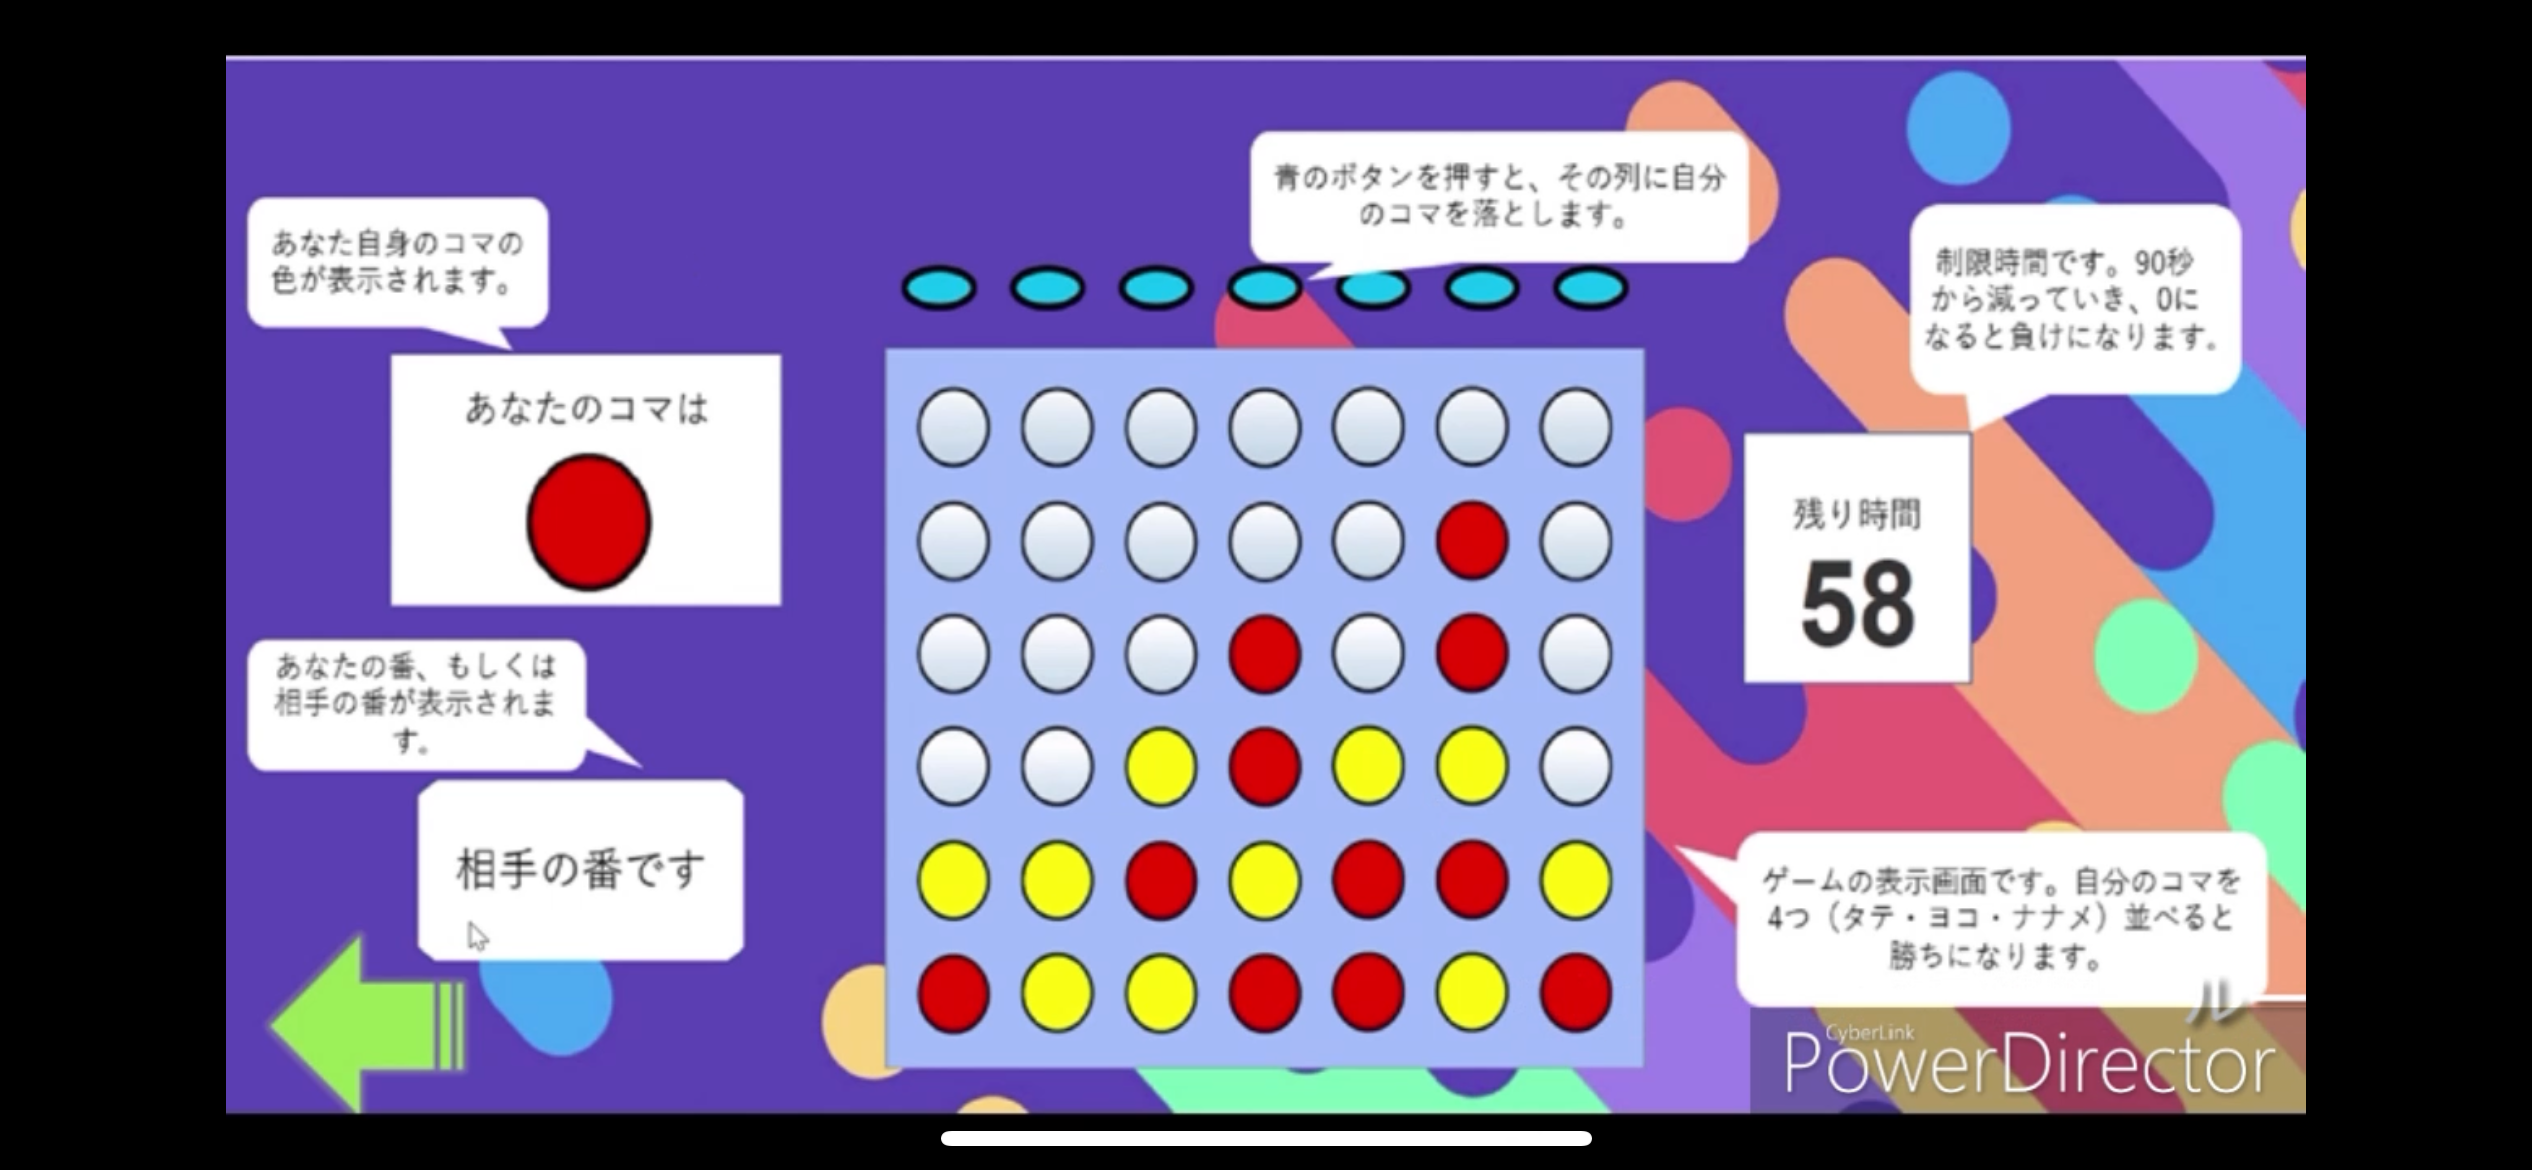 青のボタンを押すと、その列に自分
のコマを落とします。
あなた自身のコマの
色が表示されます。
制限時間です。90秒
から減っていき、0に
なると負けになります。
あなたのコマは
残り時間
58
あなたの番、もしくは
相手の番が表示されま
す。
相手の番です
ゲームの表示画面です。自分のコマを
4つ（タテ・ヨコ・ナナメ）並べると
勝ちになります。
ル
CyberLink
PowerDirector